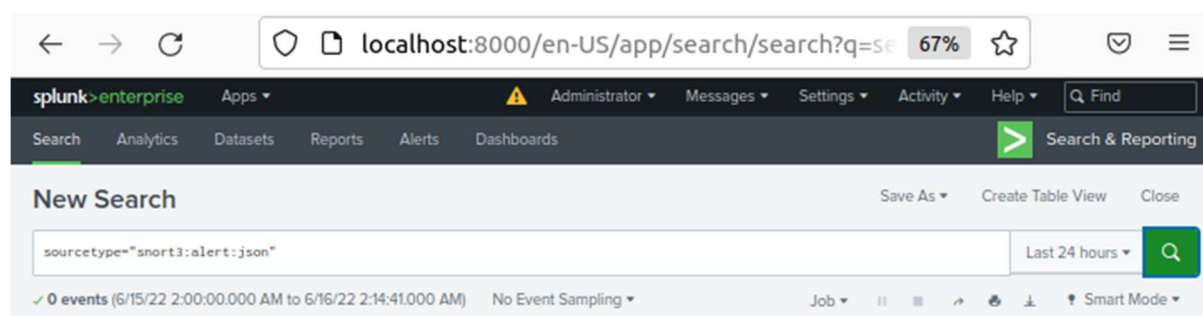 localhost:8000/en-US/app/search/search?q=se 67%
splunk>enterprise Apps Administrator Messages Settings Activity Help Find
Search Analytics Datasets Reports Alerts Dashboards Search & Reporting
New Search Save As Create Table View Close
sourcetype="snort3:alert:json" Last 24 hours
0 events (6/15/22 2:00:00.000 AM to 6/16/22 2:14:41.000 AM) No Event Sampling Job Smart Mode